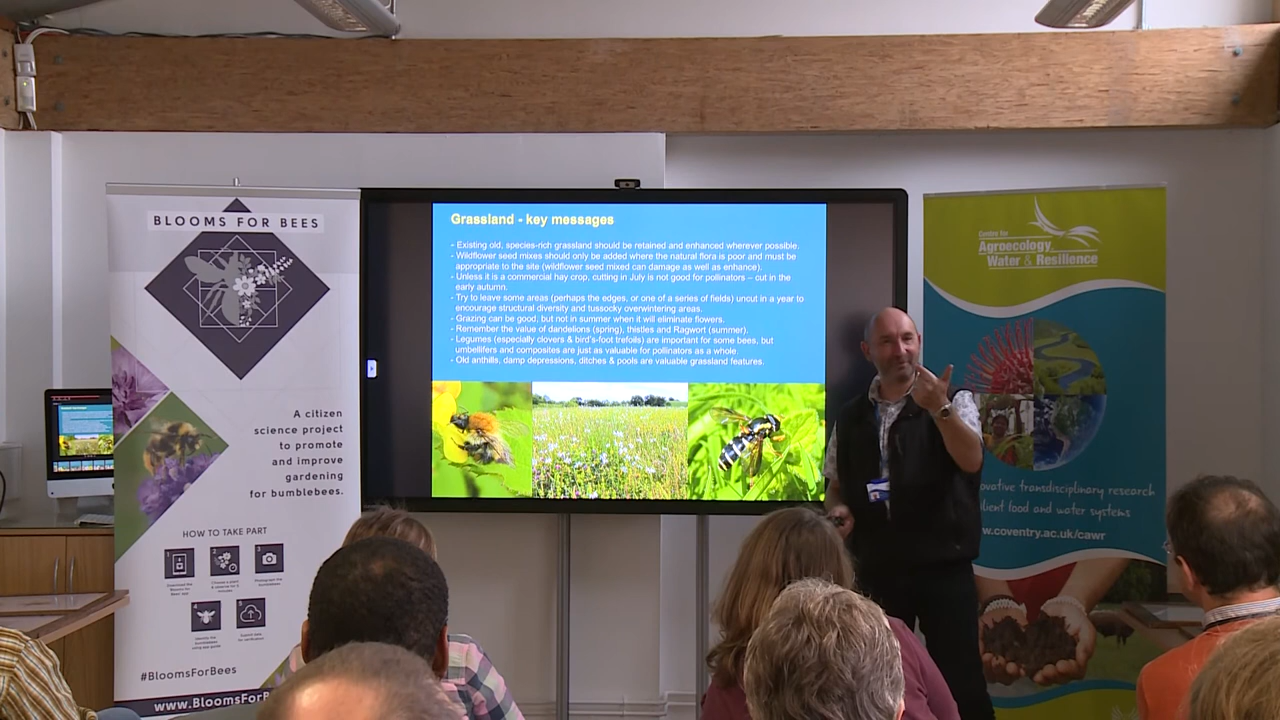 BLOOMS FOR BEES
A citizen
science project
to promote
and improve
gardening
for bumblebees.
HOW TO TAKE PART
#BloomsForBees
www.BloomsForB
Grassland - key messages
- Existing old, species-rich grassland should be retained and enhanced wherever possible.
- Wildflower seed mixes should only be added where the natural flora is poor and must be
appropriate to the site (wildflower seed mixed can damage as well as enhance).
- Unless it is a commercial hay crop, cutting in July is not good for pollinators – cut in the
early autumn.
- Try to leave some areas (perhaps the edges, or one of a series of fields) uncut in a year to
encourage structural diversity and tussocky overwintering areas.
- Grazing can be good, but not in summer when it will eliminate flowers.
- Remember the value of dandelions (spring), thistles and Ragwort (summer).
- Legumes (especially clovers & bird's-foot trefoils) are important for some bees, but
umbellifers and composites are just as valuable for pollinators as a whole.
- Old anthills, damp depressions, ditches & pools are valuable grassland features.
Centre for
Agroecology,
Water & Resilience
ovative transdisciplinary research
ilient food and water systems
w.coventry.ac.uk/cawr